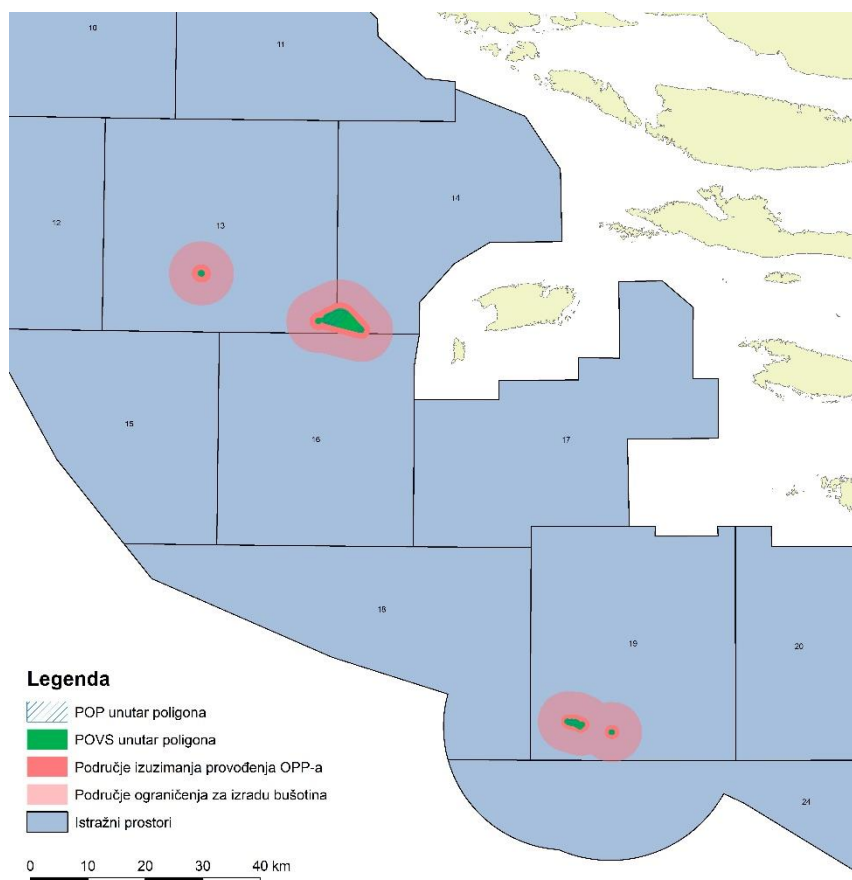 10
11
12
13
14
15
16
17
18
19
20
24
Legenda
POP unutar poligona
POVS unutar poligona
Područje izuzimanja provođenja OPP-a
Područje ograničenja za izradu bušotina
Istražni prostori
0 10 20 30 40 km